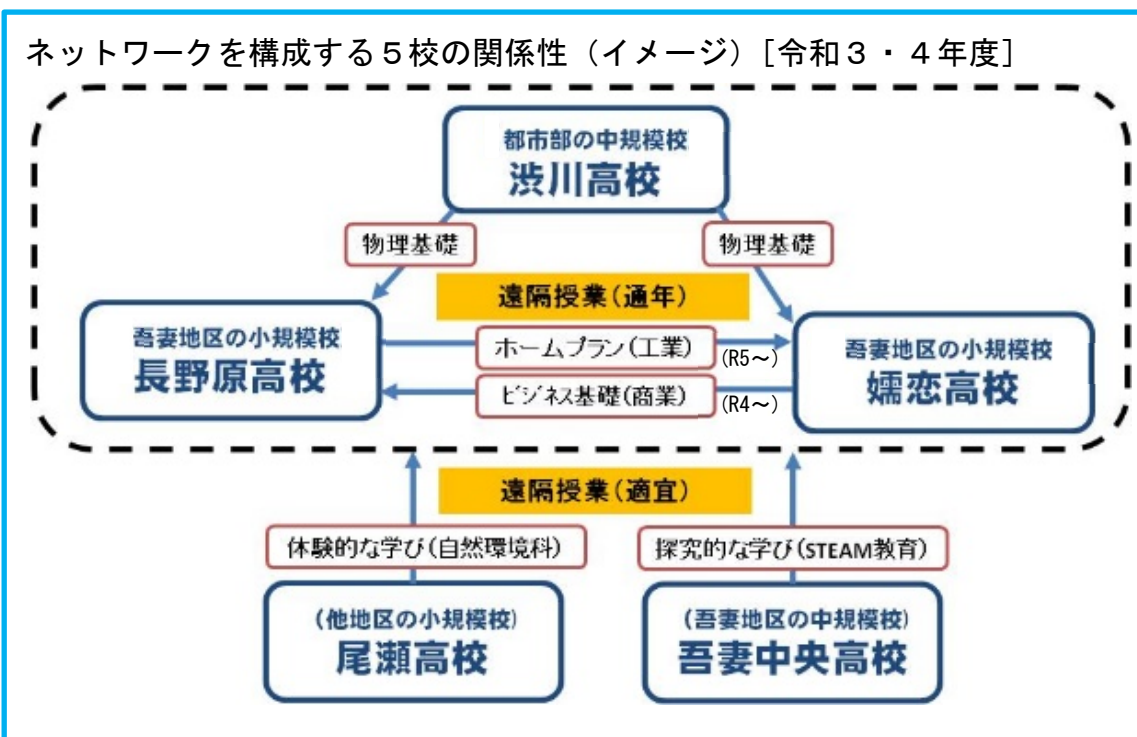 ネットワークを構成する５校の関係性（イメージ）［令和３・４年度］
都市部の中規模校
渋川高校
物理基礎
物理基礎
遠隔授業(通年)
吾妻地区の小規模校
長野原高校
ホームプラン(工業)
(R5～)
ビジネス基礎(商業)
(R4～)
吾妻地区の小規模校
嬬恋高校
遠隔授業(適宜)
体験的な学び(自然環境科)
探究的な学び(STEAM教育)
(他地区の小規模校)
尾瀬高校
(吾妻地区の中規模校)
吾妻中央高校